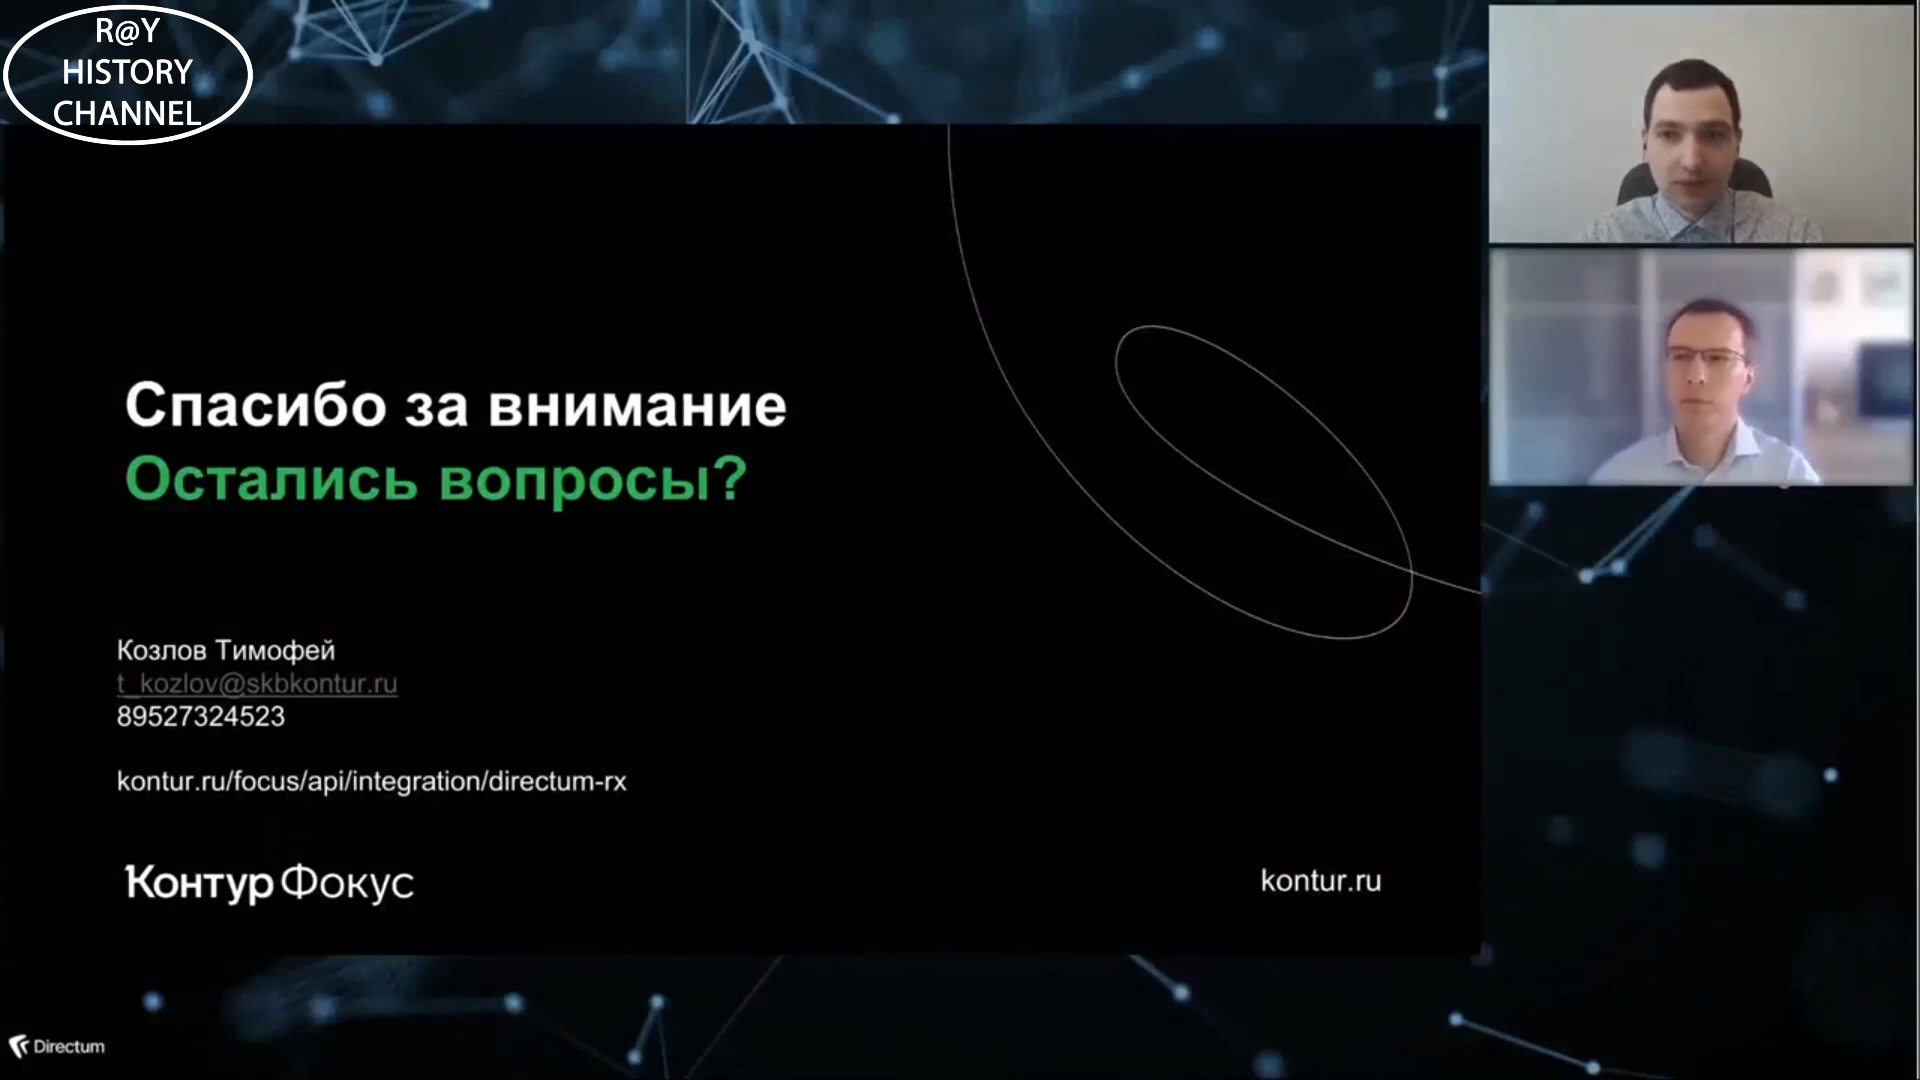 R@Y
HISTORY
CHANNEL
Спасибо за внимание
Остались вопросы?
Козлов Тимофей
t_kozlov@skbkontur.ru
89527324523
kontur.ru/focus/api/integration/directum-rx
Контур Фокус
kontur.ru
Directum